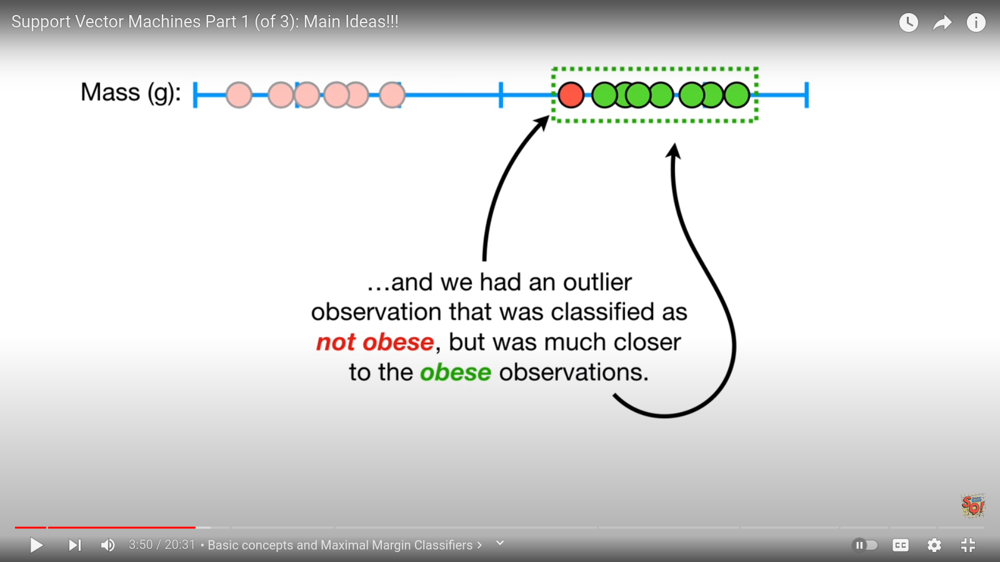 Support Vector Machines Part 1 (of 3): Main Ideas!!!
Mass (g):
...and we had an outlier
observation that was classified as
not obese, but was much closer
to the obese observations.
SQ!
3:50 / 20:31 • Basic concepts and Maximal Margin Classifiers >
CC